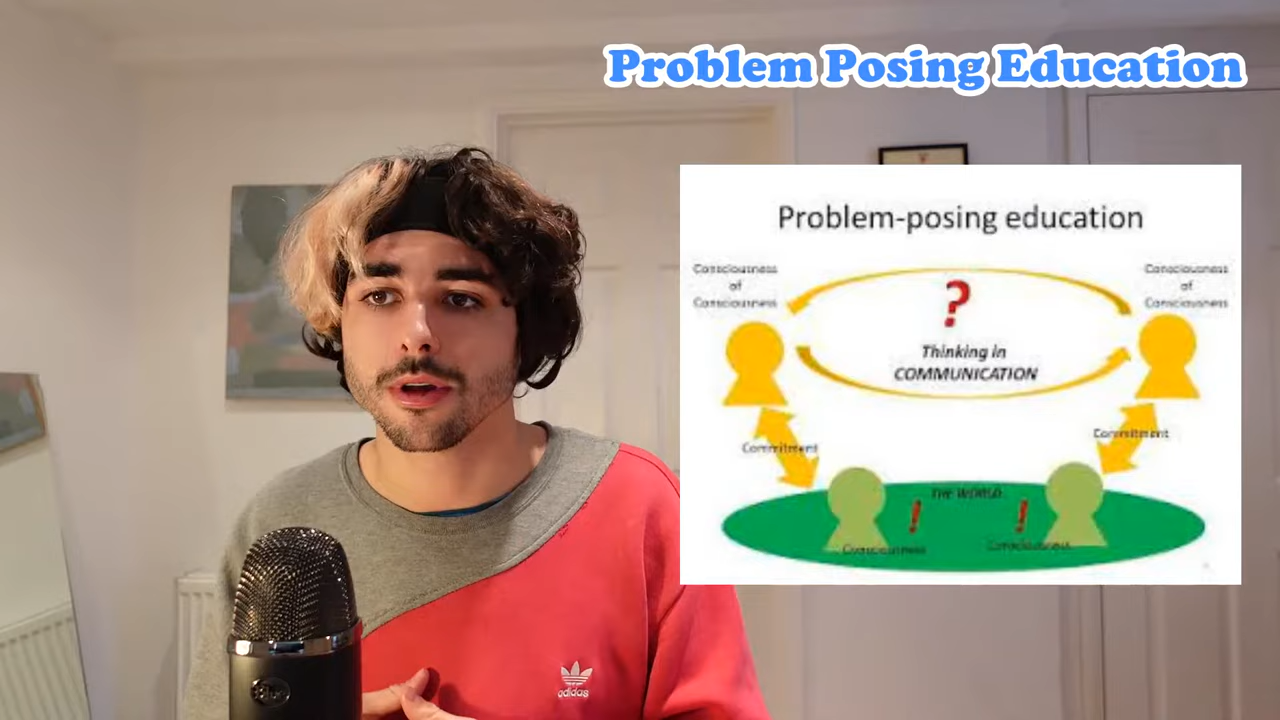 Problem Posing Education
Problem-posing education
Consciousness
of
Consciousness
Consciousness
of
Consciousness
?
Thinking in
COMMUNICATION
Commitment
Commitment
THE WORLD
!
!
Consciousness
Consciousness
Blue
adidas